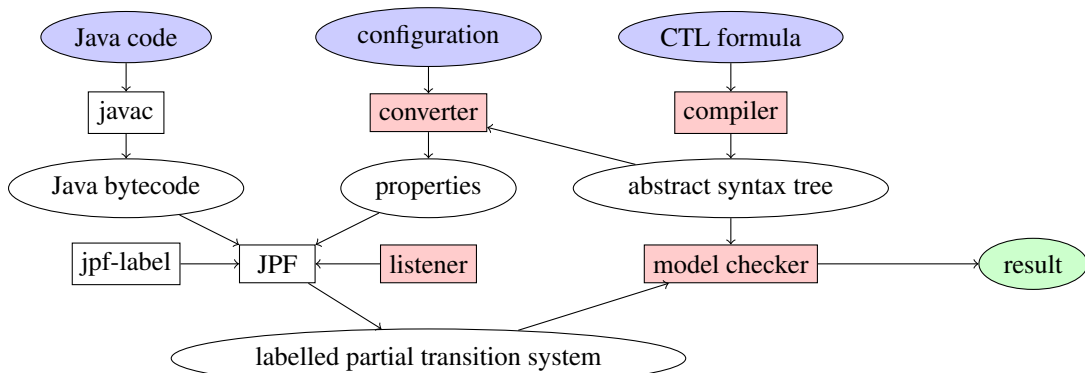 Java code
configuration
CTL formula
javac
converter
compiler
Java bytecode
properties
abstract syntax tree
jpf-label
JPF
listener
model checker
result
labelled partial transition system